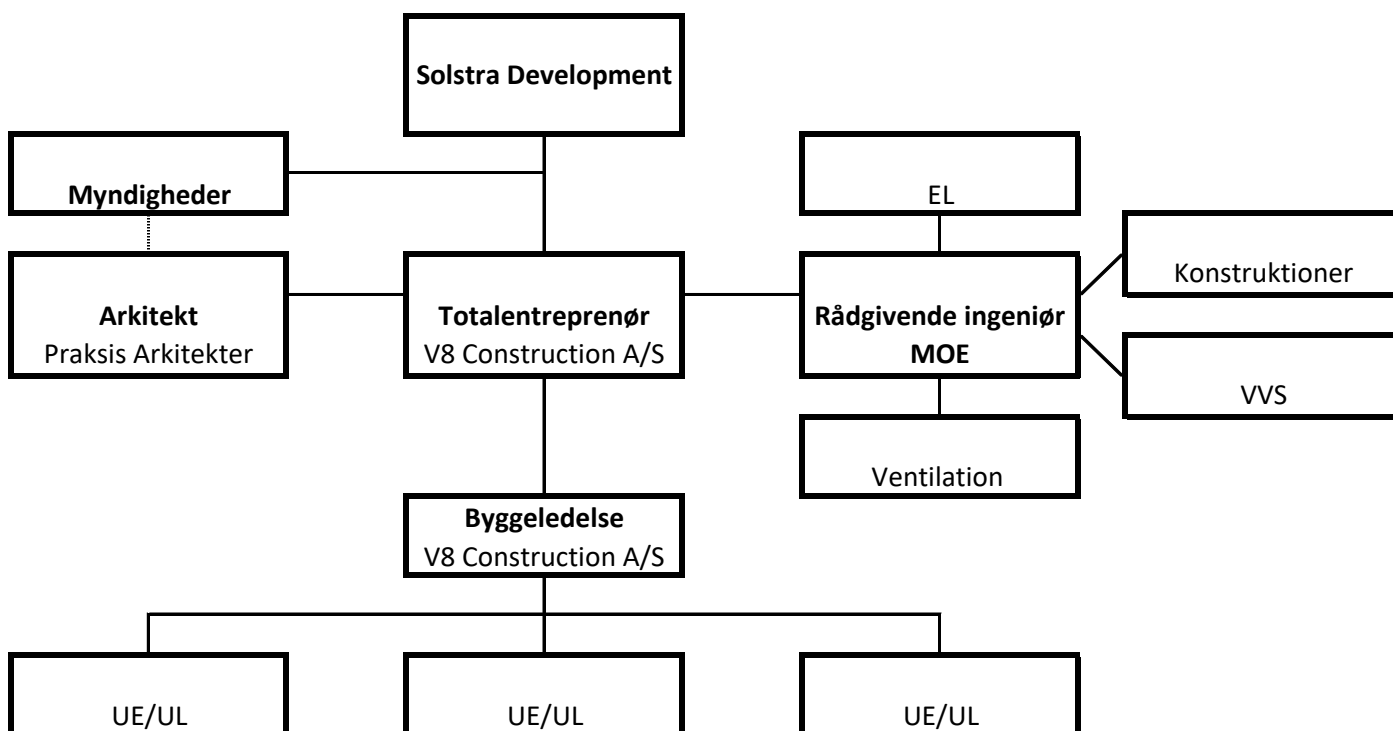 Solstra Development
Myndigheder
EL
Konstruktioner
Arkitekt
Praksis Arkitekter
Totalentreprenør
V8 Construction A/S
Rådgivende ingeniør
MOE
VVS
Ventilation
Byggeledelse
V8 Construction A/S
UE/UL
UE/UL
UE/UL